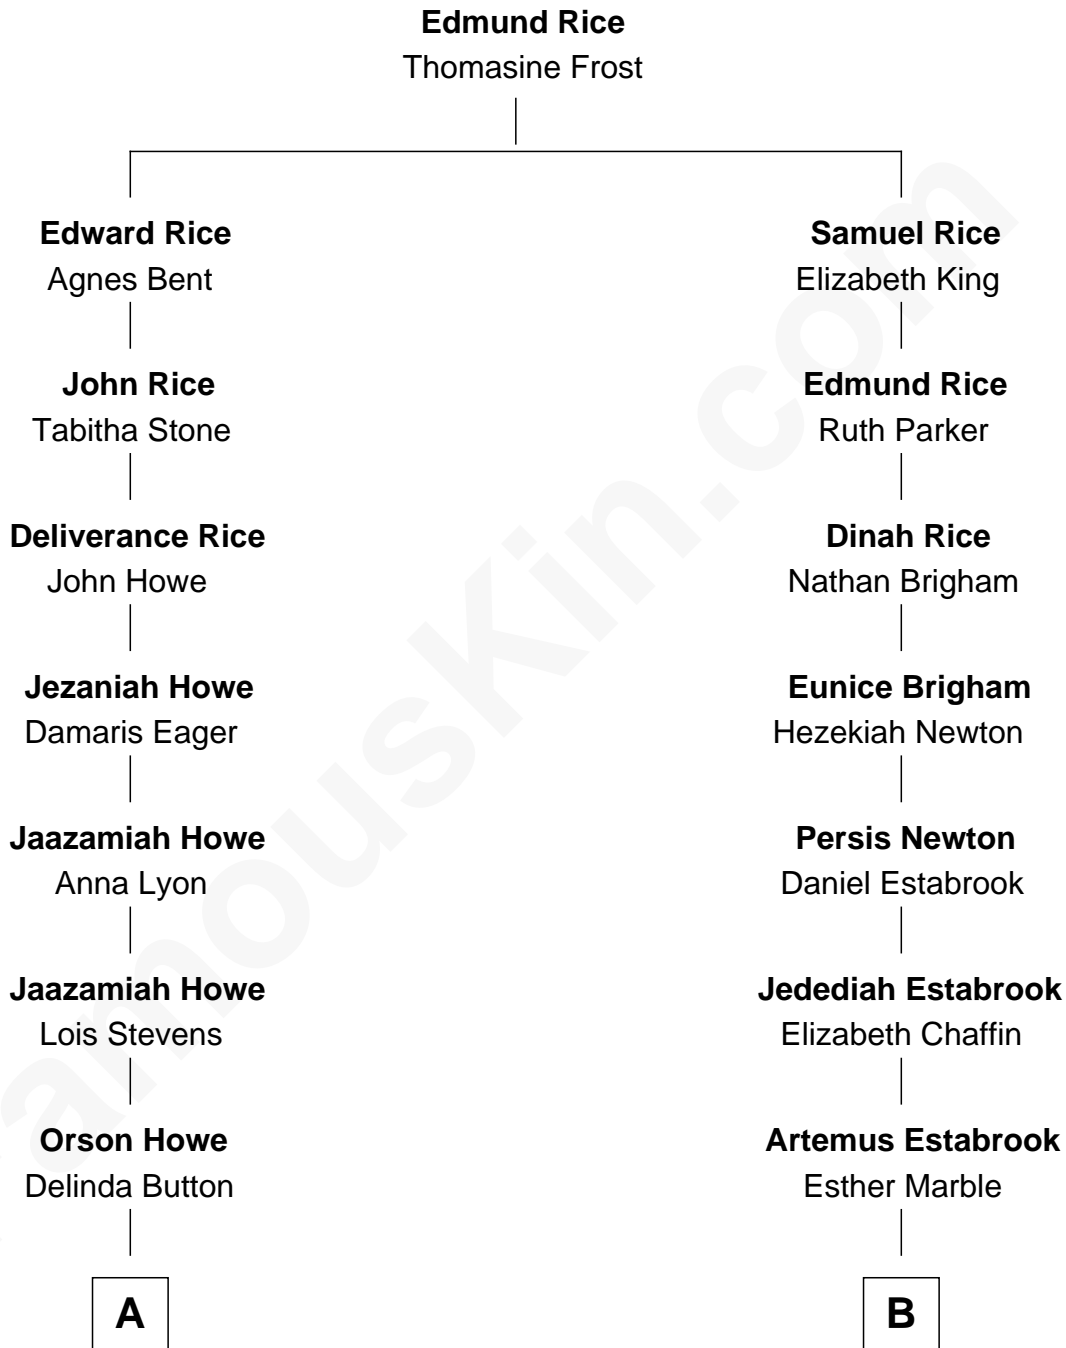 Edmund Rice
Thomasine Frost
Edward Rice
Agnes Bent
Samuel Rice
Elizabeth King
John Rice
Tabitha Stone
Edmund Rice
Ruth Parker
Deliverance Rice
John Howe
Dinah Rice
Nathan Brigham
Jezaniah Howe
Damaris Eager
Eunice Brigham
Hezekiah Newton
Jaazamiah Howe
Anna Lyon
Persis Newton
Daniel Estabrook
Jaazamiah Howe
Lois Stevens
Jedediah Estabrook
Elizabeth Chaffin
Orson Howe
Delinda Button
Artemus Estabrook
Esther Marble
A
B
amouskin.com